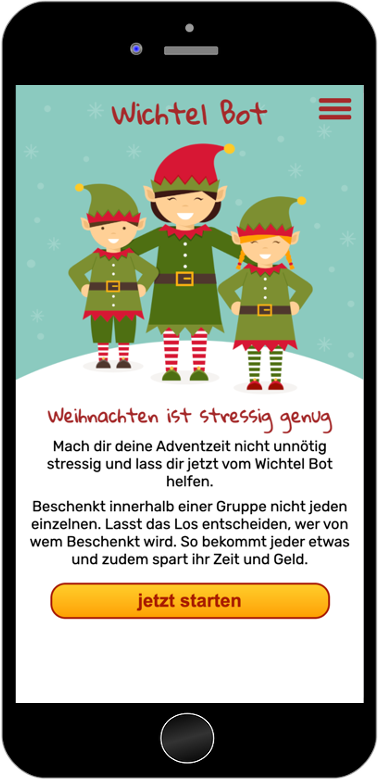 Wichtel Bot
Weihnachten ist stressig genug
Mach dir deine Adventzeit nicht unnötig
stressig und lass dir jetzt vom Wichtel Bot
helfen.
Beschenkt innerhalb einer Gruppe nicht jeden
einzelnen. Lasst das Los entscheiden, wer von
wem Beschenkt wird. So bekommt jeder etwas
und zudem spart ihr Zeit und Geld.
jetzt starten